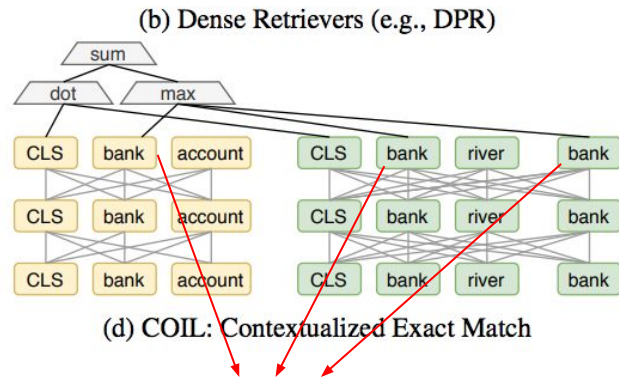 (b) Dense Retrievers (e.g., DPR)
sum
dot max
CLS bank account CLS bank river bank
CLS bank account CLS bank river bank
CLS bank account CLS bank river bank
(d) COIL: Contextualized Exact Match